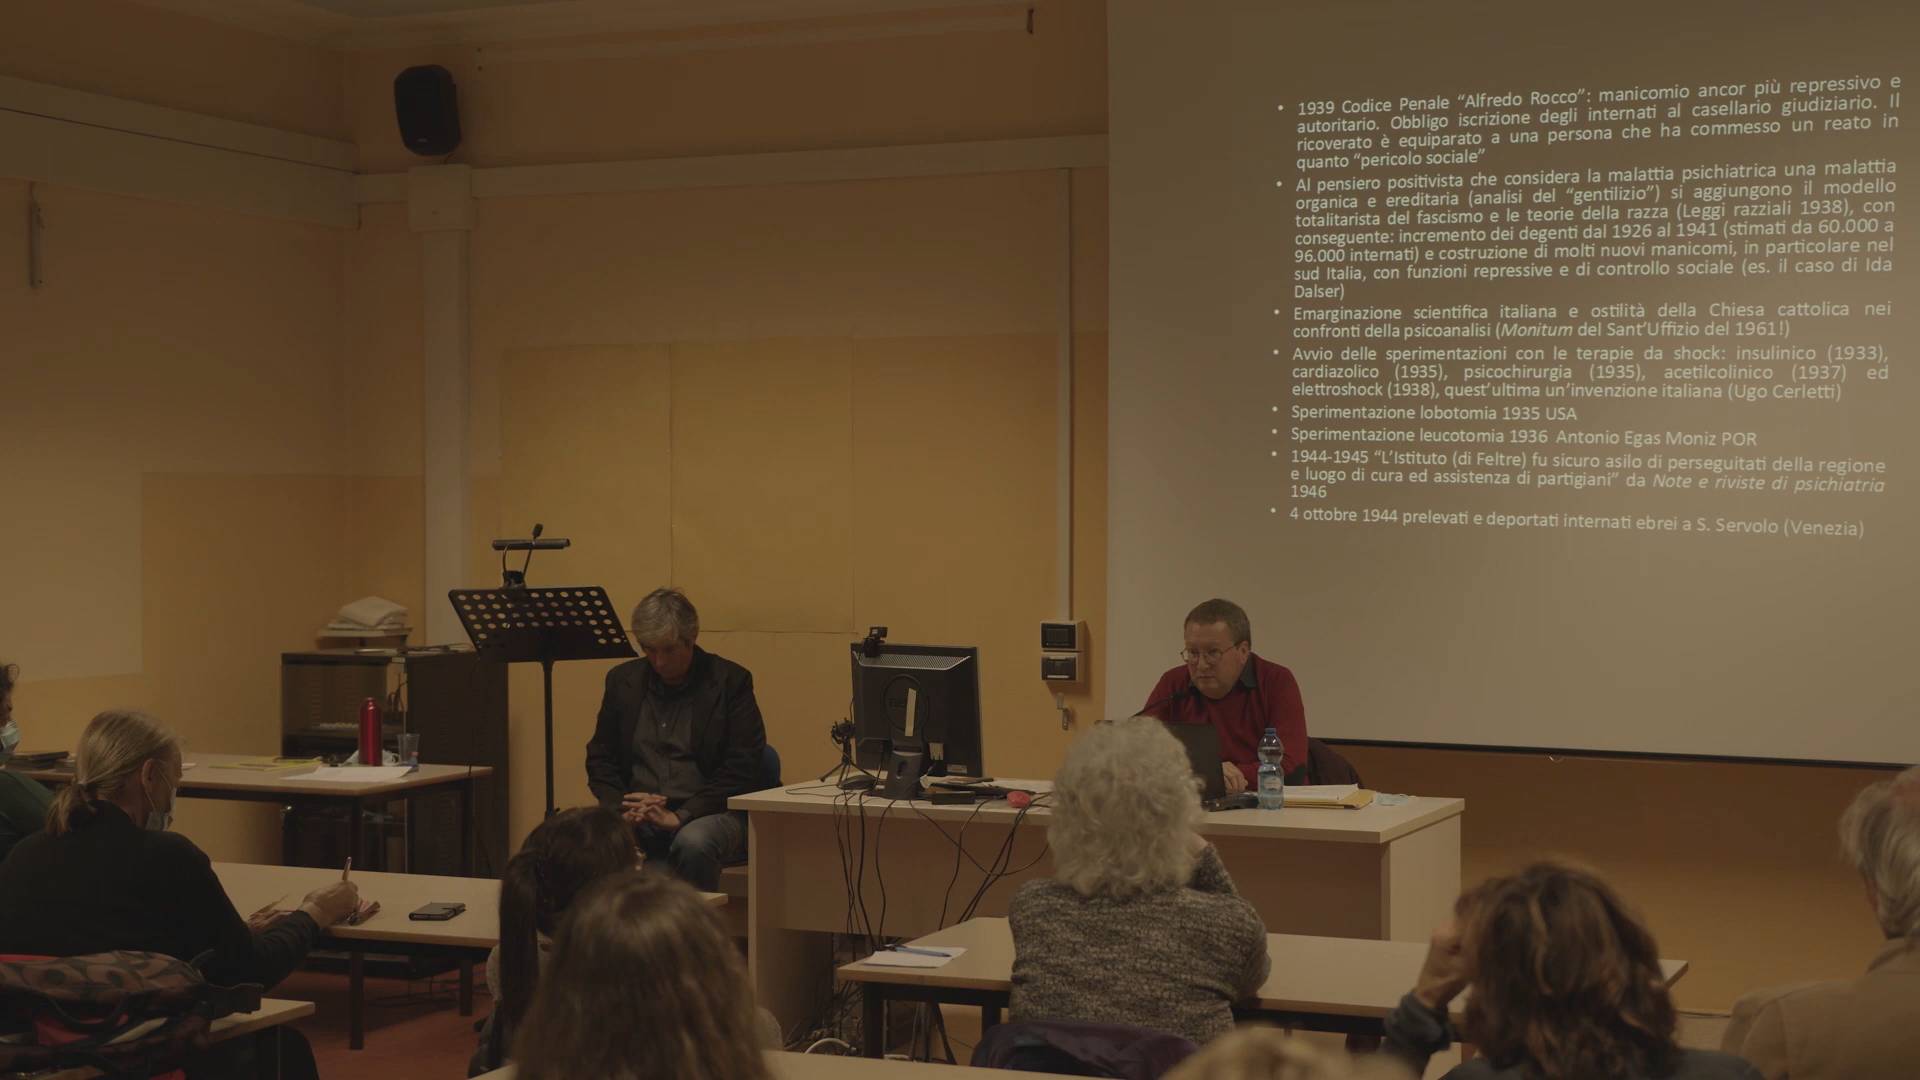 • 1939 Codice Penale “Alfredo Rocco”: manicomio ancor più repressivo e
autoritario. Obbligo iscrizione degli internati al casellario giudiziario. Il
ricoverato è equiparato a una persona che ha commesso un reato in
quanto “pericolo sociale”
• Al pensiero positivista che considera la malattia psichiatrica una malattia
organica e ereditaria (analisi del “gentilizio”) si aggiungono il modello
totalitarista del fascismo e le teorie della razza (Leggi razziali 1938), con
conseguente: incremento dei degenti dal 1926 al 1941 (stimati da 60.000 a
96.000 internati) e costruzione di molti nuovi manicomi, in particolare nel
sud Italia, con funzioni repressive e di controllo sociale (es. il caso di Ida
Dalser)
• Emarginazione scientifica italiana e ostilità della Chiesa cattolica nei
confronti della psicoanalisi (Monitum del Sant’Uffizio del 1961!)
• Avvio delle sperimentazioni con le terapie da shock: insulinico (1933),
cardiazolico (1935), psicochirurgia (1935), acetilcolinico (1937) ed
elettroshock (1938), quest’ultima un’invenzione italiana (Ugo Cerletti)
• Sperimentazione lobotomia 1935 USA
• Sperimentazione leucotomia 1936 Antonio Egas Moniz POR
• 1944-1945 “L’Istituto (di Feltre) fu sicuro asilo di perseguitati della regione
e luogo di cura ed assistenza di partigiani” da Note e riviste di psichiatria
1946
• 4 ottobre 1944 prelevati e deportati internati ebrei a S. Servolo (Venezia)